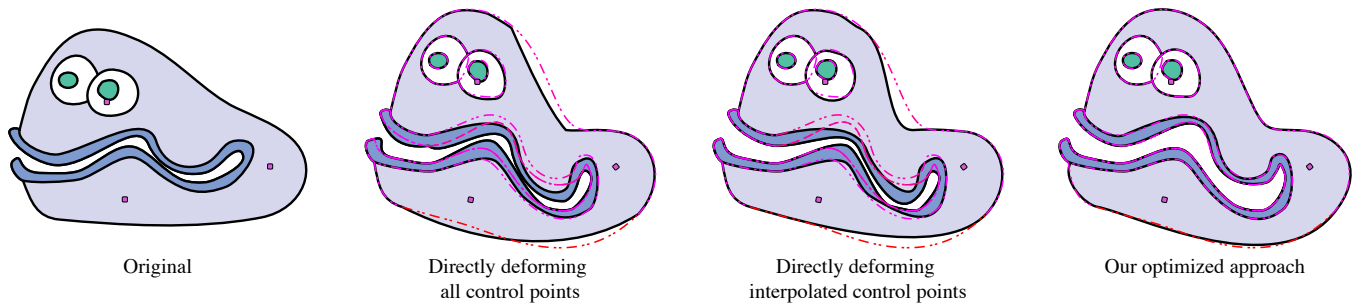 Original
Directly deforming
all control points
Directly deforming
interpolated control points
Our optimized approach